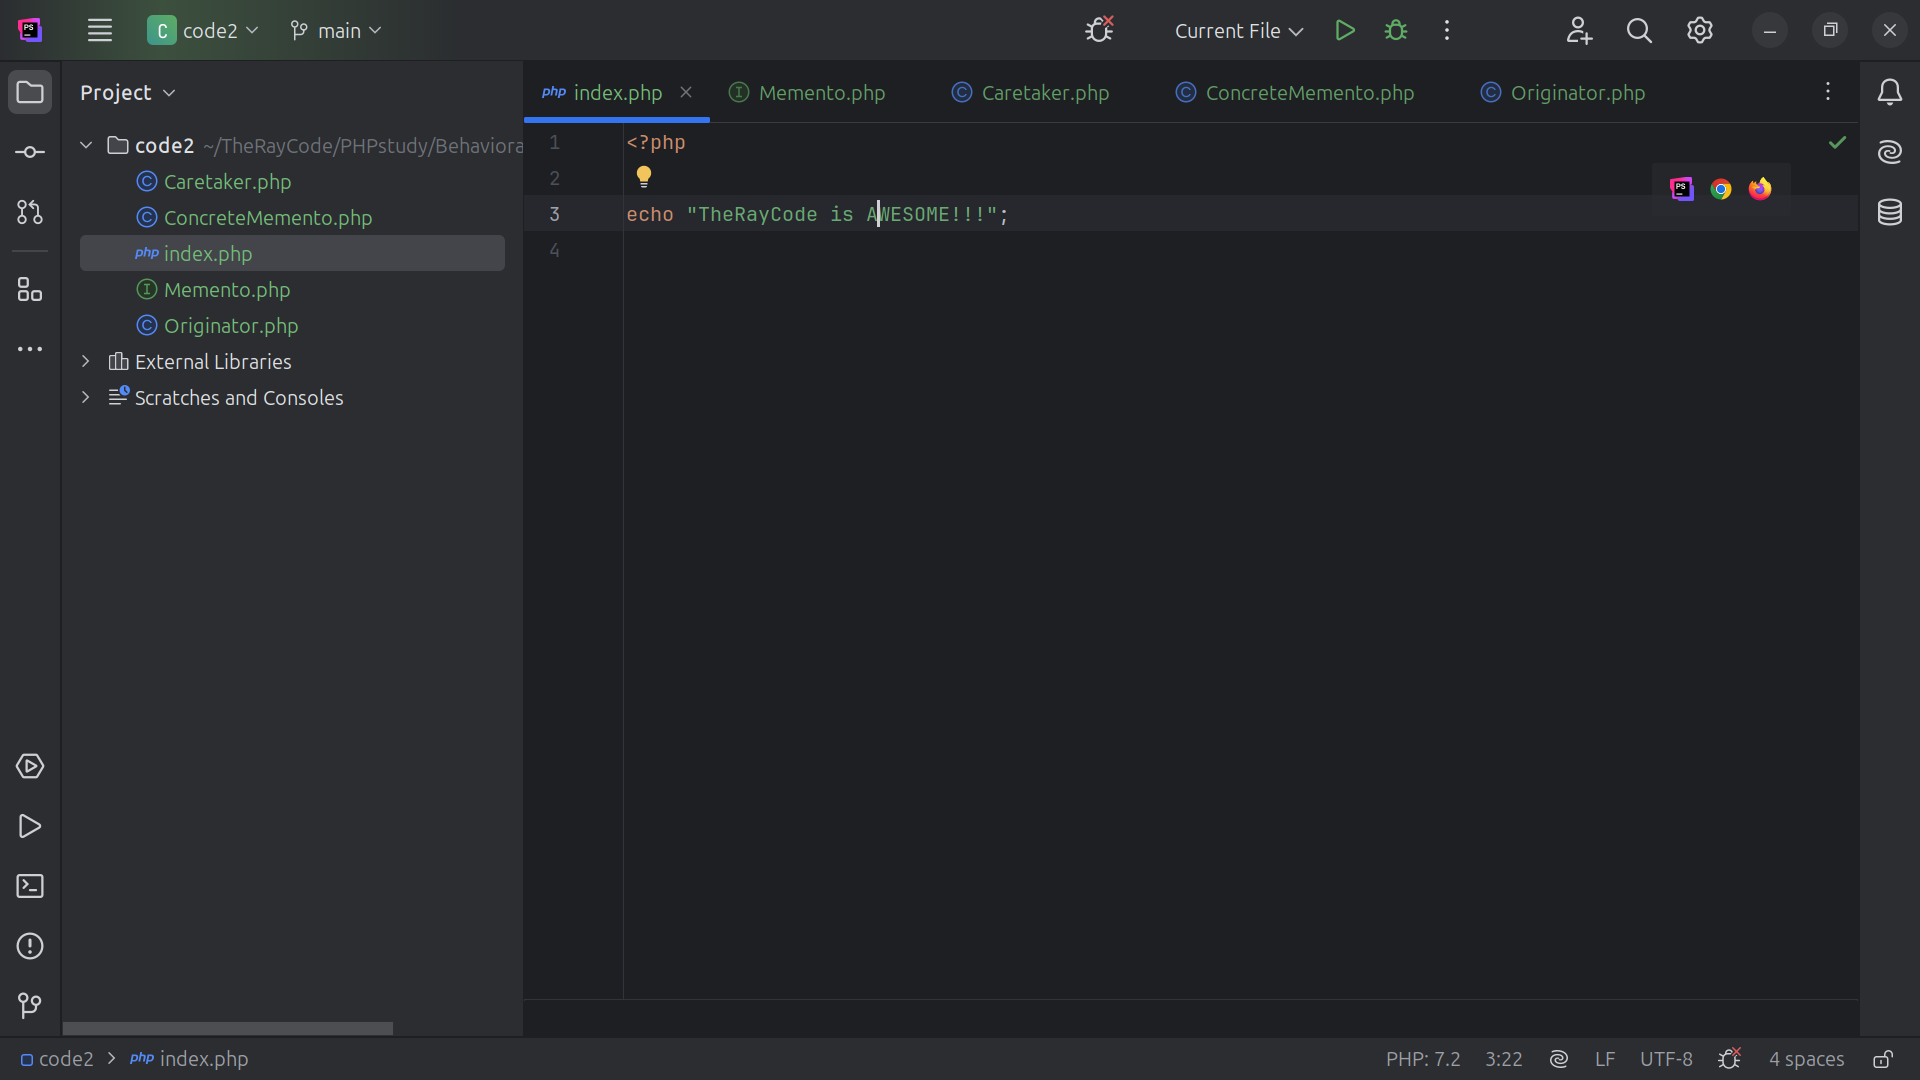 C code2 main Current File
Project
index.php Memento.php Caretaker.php ConcreteMemento.php Originator.php
code2 ~/TheRayCode/PHPstudy/Behaviora
Caretaker.php
ConcreteMemento.php
php index.php
Memento.php
Originator.php
External Libraries
Scratches and Consoles
1 <?php
2
3 echo "TheRayCode is AWESOME!!!";
4
code2 > php index.php PHP: 7.2 3:22 LF UTF-8 4 spaces